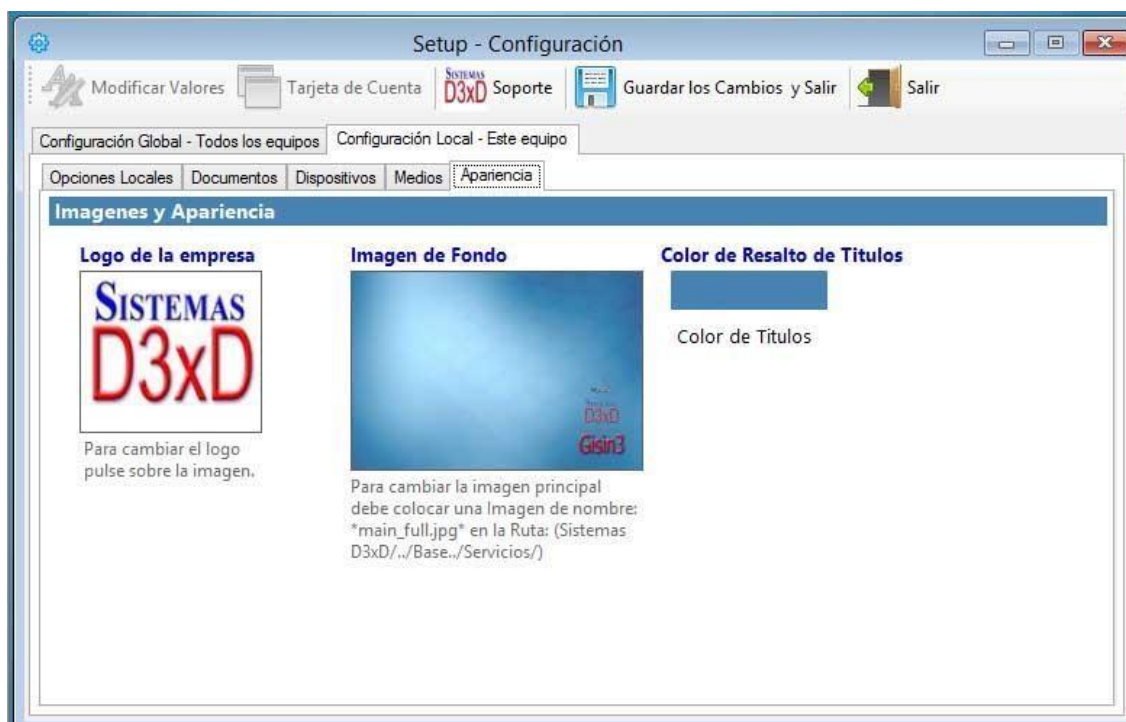 Setup - Configuración
Modificar Valores Tarjeta de Cuenta SISTEMAS D3xD Soporte Guardar los Cambios y Salir Salir
Configuración Global - Todos los equipos Configuración Local - Este equipo
Opciones Locales Documentos Dispositivos Medios Apariencia
Imagenes y Apariencia
Logo de la empresa Imagen de Fondo Color de Resalto de Titulos
SISTEMAS
D3xD
Para cambiar el logo
pulse sobre la imagen.
D3xD
Gisin3
Para cambiar la imagen principal
debe colocar una Imagen de nombre:
*main_full.jpg* en la Ruta: (Sistemas
D3xD/../Base../Servicios/)
Color de Titulos